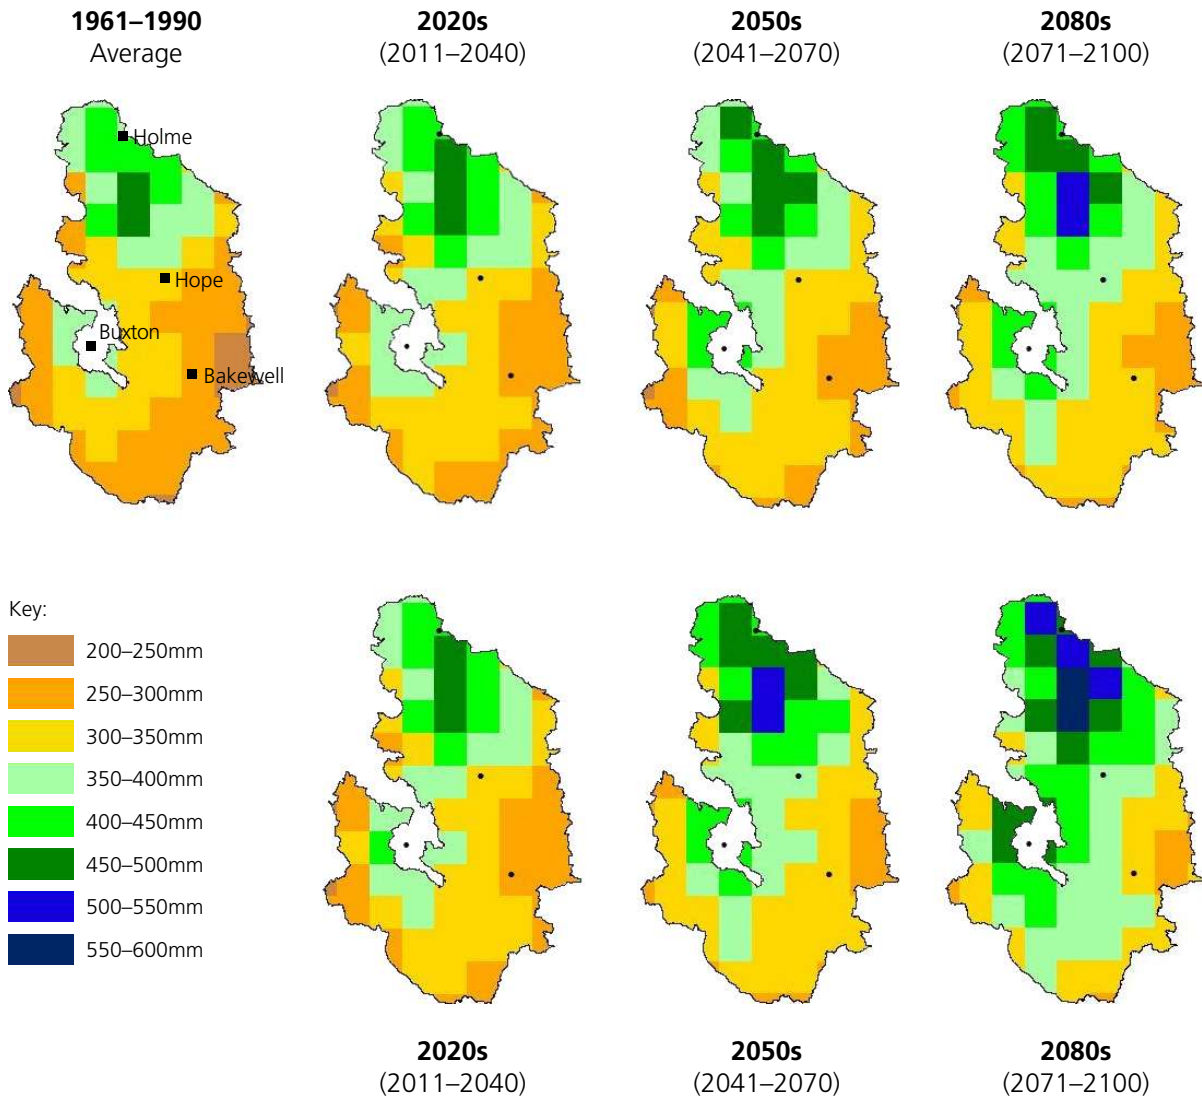 1961–1990
Average
2020s
(2011–2040)
2050s
(2041–2070)
2080s
(2071–2100)
Holme
Hope
Buxton
Bakewell
Key:
200–250mm
250–300mm
300–350mm
350–400mm
400–450mm
450–500mm
500–550mm
550–600mm
2020s
(2011–2040)
2050s
(2041–2070)
2080s
(2071–2100)